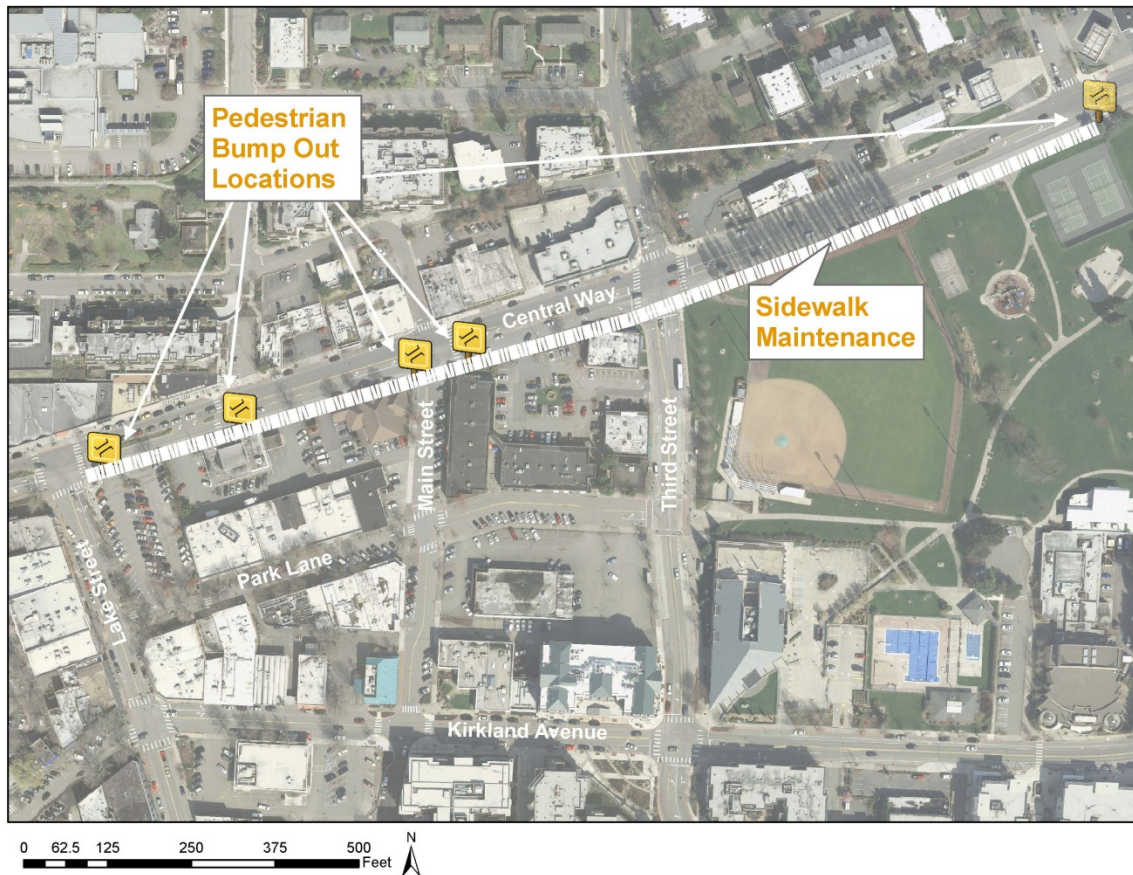 Pedestrian
Bump Out
Locations
Central Way
Sidewalk
Maintenance
Main Street
Third Street
Park Lane
Lake Street
Kirkland Avenue
0 62.5 125 250 375 500
Feet
N